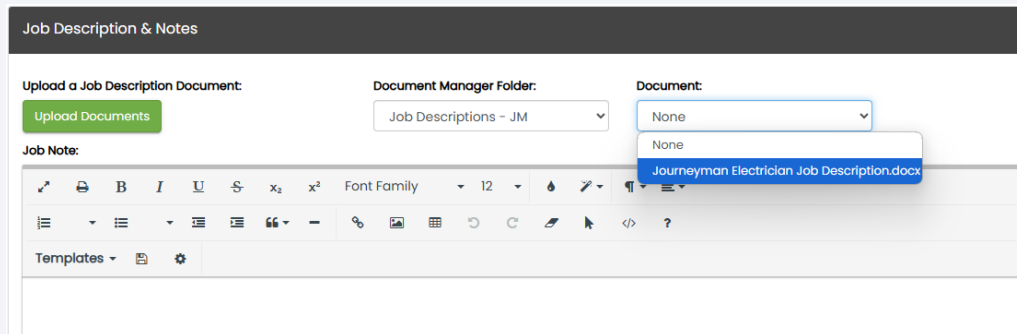 Job Description & Notes
Upload a Job Description Document:
Document Manager Folder:
Document:
Upload Documents
Job Descriptions - JM
None
None
Journeyman Electrician Job Description.docx
Job Note:
B I U S x₂ x² Font Family 12 ¶
</> ?
Templates